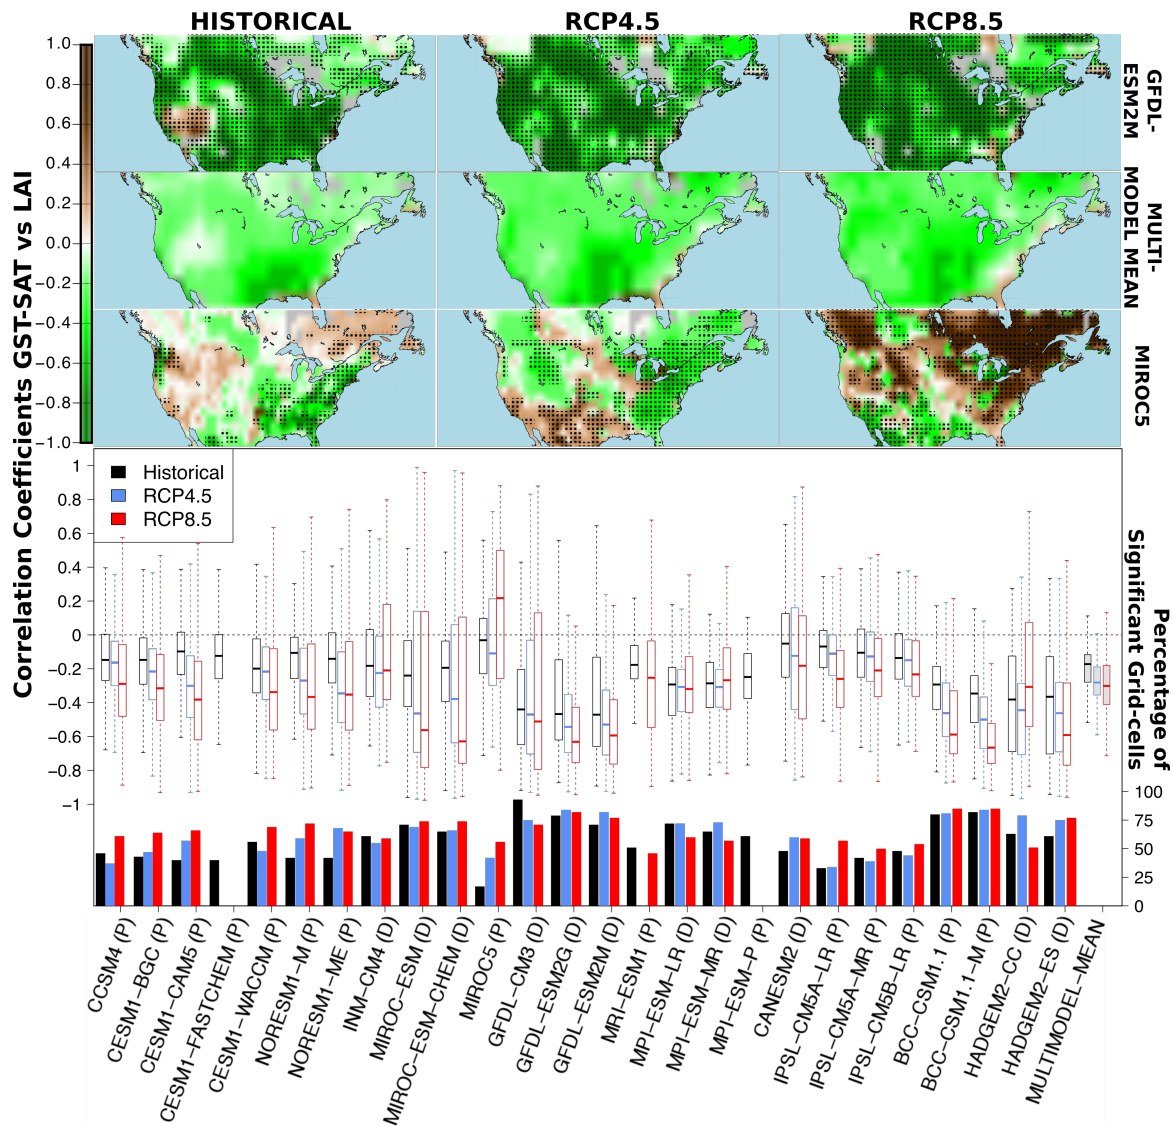 HISTORICAL
RCP4.5
RCP8.5
Correlation Coefficients GST-SAT vs LAI
1.0
0.8
0.6
0.4
0.2
0.0
−0.2
−0.4
−0.6
−0.8
−1.0
GFDL-
ESM2M
MULTI-
MODEL MEAN
MIROC5
Historical
RCP4.5
RCP8.5
1
0.8
0.6
0.4
0.2
0
−0.2
−0.4
−0.6
−0.8
−1
Percentage of
Significant Grid-cells
100
75
50
25
0
CCSM4 (P)
CESM1−BGC (P)
CESM1−CAM5 (P)
CESM1−FASTCHEM (P)
CESM1−WACCM (P)
NORESM1−M (P)
NORESM1−ME (P)
INM−CM4 (D)
MIROC−ESM (D)
MIROC−ESM−CHEM (D)
MIROC5 (P)
GFDL−CM3 (D)
GFDL−ESM2G (D)
GFDL−ESM2M (D)
MRI−ESM1 (P)
MPI−ESM−LR (D)
MPI−ESM−MR (D)
MPI−ESM−P (P)
CANESM2 (D)
IPSL−CM5A−LR (P)
IPSL−CM5A−MR (P)
IPSL−CM5B−LR (P)
BCC−CSM1.1 (P)
BCC−CSM1.1−M (P)
HADGEM2−CC (D)
HADGEM2−ES (D)
MULTIMODEL−MEAN